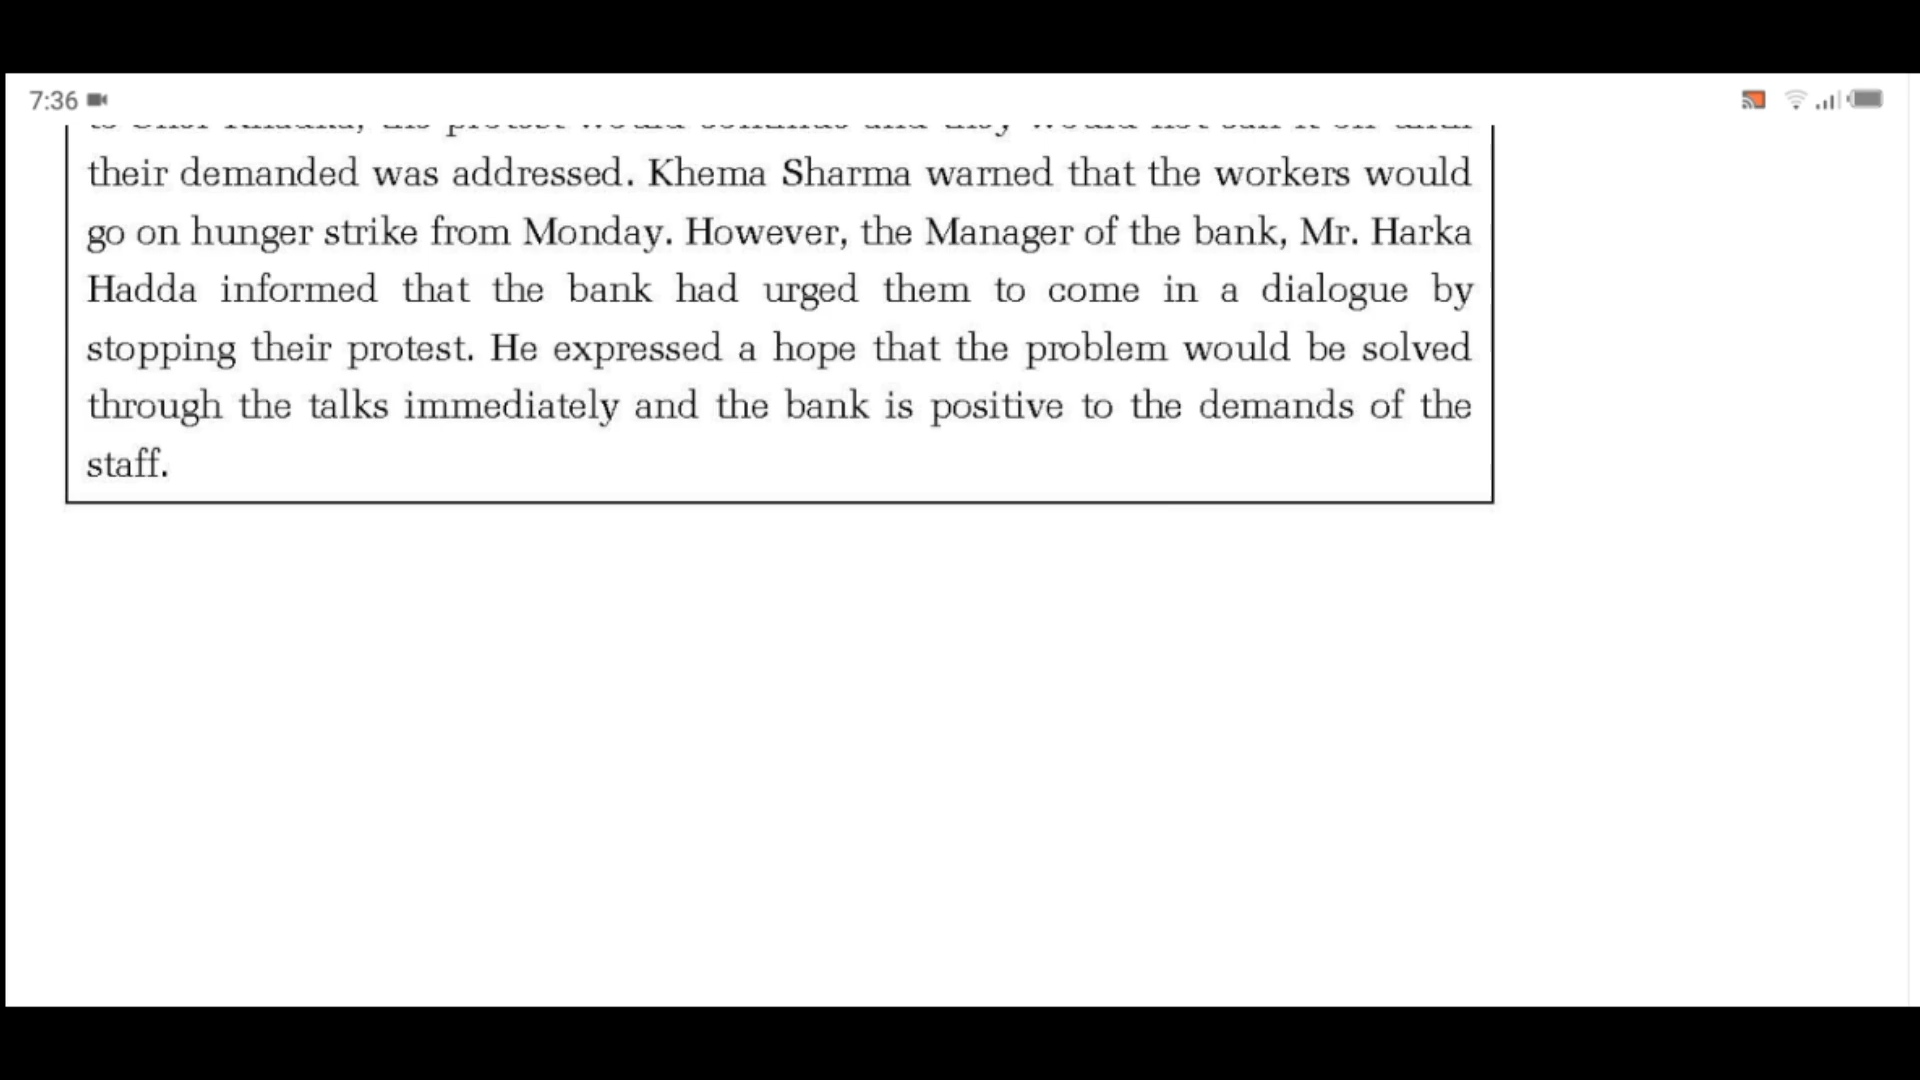 7:36
their demanded was addressed. Khema Sharma warned that the workers would
go on hunger strike from Monday. However, the Manager of the bank, Mr. Harka
Hadda informed that the bank had urged them to come in a dialogue by
stopping their protest. He expressed a hope that the problem would be solved
through the talks immediately and the bank is positive to the demands of the
staff.